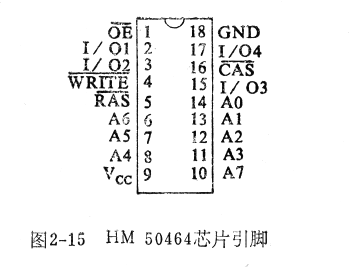 OE 1 18 GND
I/O1 2 17 I/O4
I/O2 3 16 CAS
WRITE 4 15 I/O3
RAS 5 14 A0
A6 6 13 A1
A5 7 12 A2
A4 8 11 A3
VCC 9 10 A7
图2-15 HM 50464芯片引脚